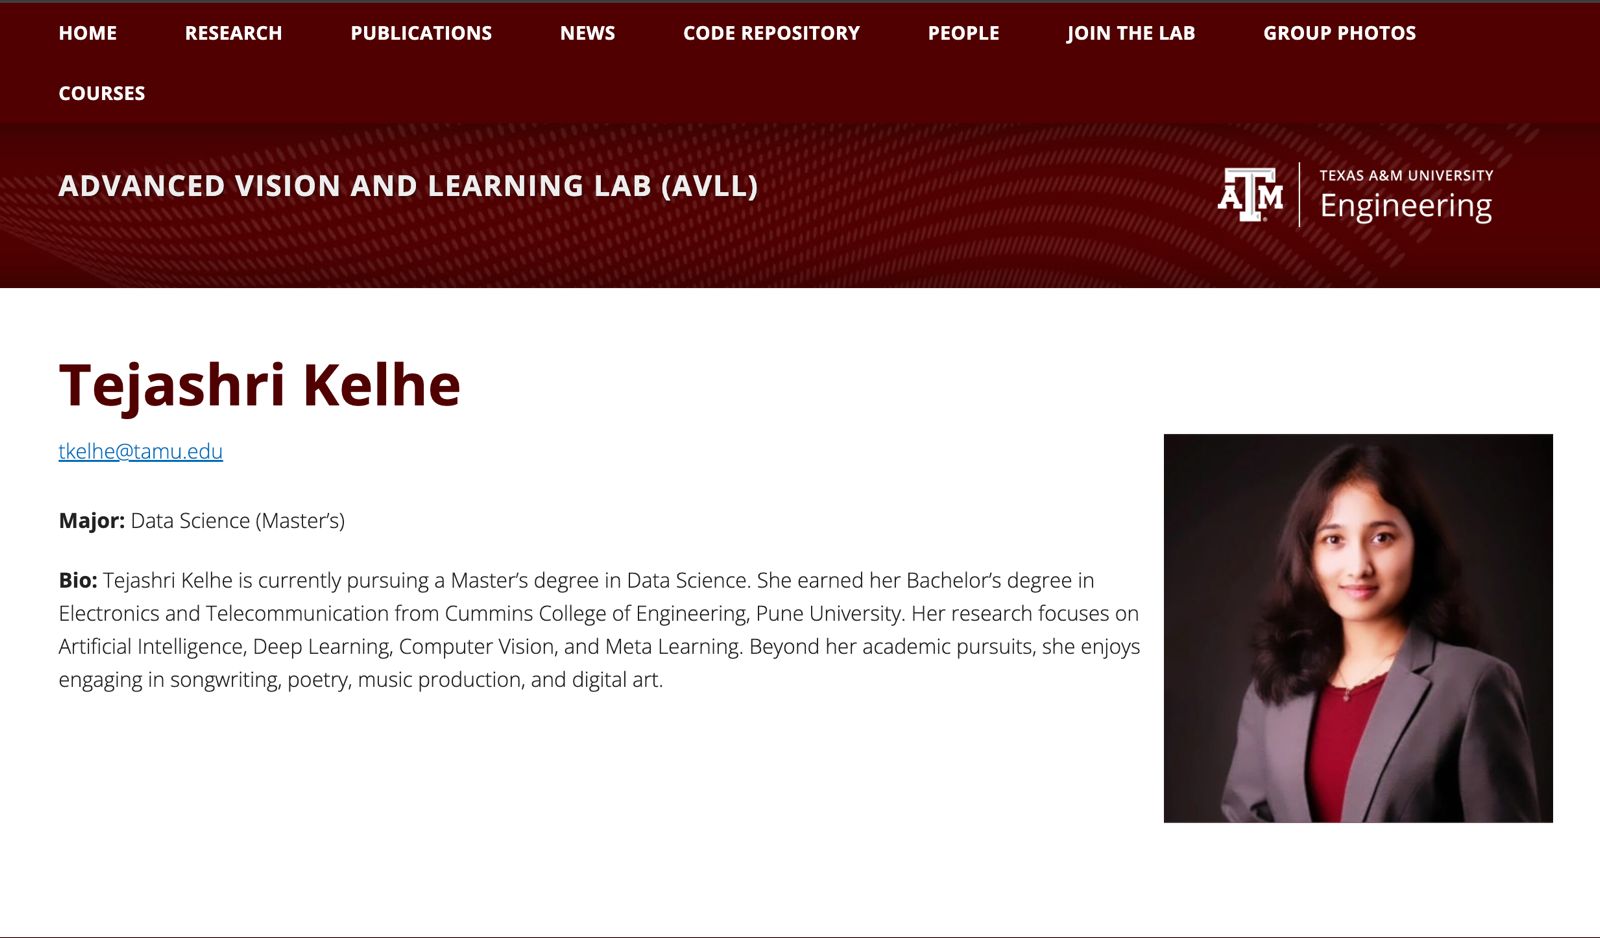 HOME RESEARCH PUBLICATIONS NEWS CODE REPOSITORY PEOPLE JOIN THE LAB GROUP PHOTOS
COURSES
ADVANCED VISION AND LEARNING LAB (AVLL)
ATM
TEXAS A&M UNIVERSITY
Engineering
Tejashri Kelhe
tkelhe@tamu.edu
Major: Data Science (Master’s)
Bio: Tejashri Kelhe is currently pursuing a Master’s degree in Data Science. She earned her Bachelor’s degree in
Electronics and Telecommunication from Cummins College of Engineering, Pune University. Her research focuses on
Artificial Intelligence, Deep Learning, Computer Vision, and Meta Learning. Beyond her academic pursuits, she enjoys
engaging in songwriting, poetry, music production, and digital art.